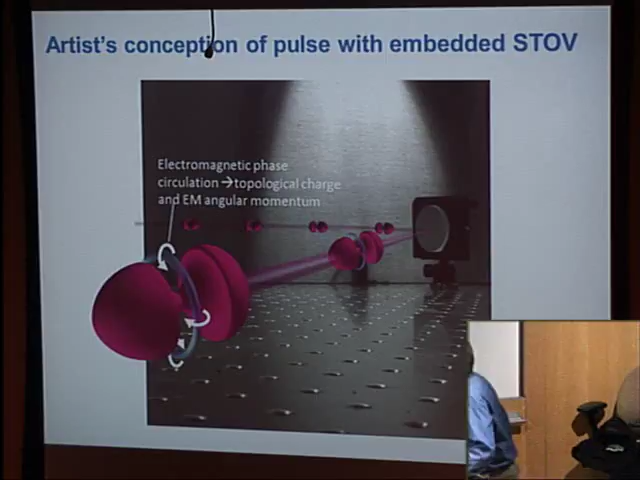 Artist's conception of pulse with embedded STOV
Electromagnetic phase
circulation →topological charge
and EM angular momentum